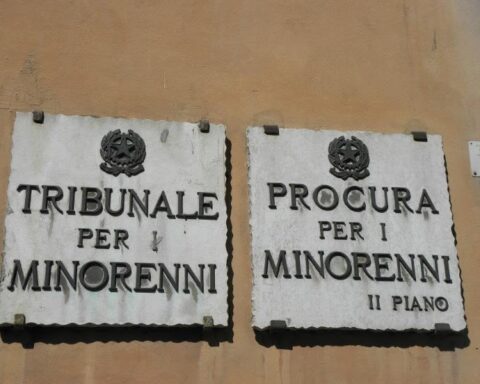 TRIBUNALE
PER I
MINORENNI
PROCURA
PER I
MINORENNI
II PIANO